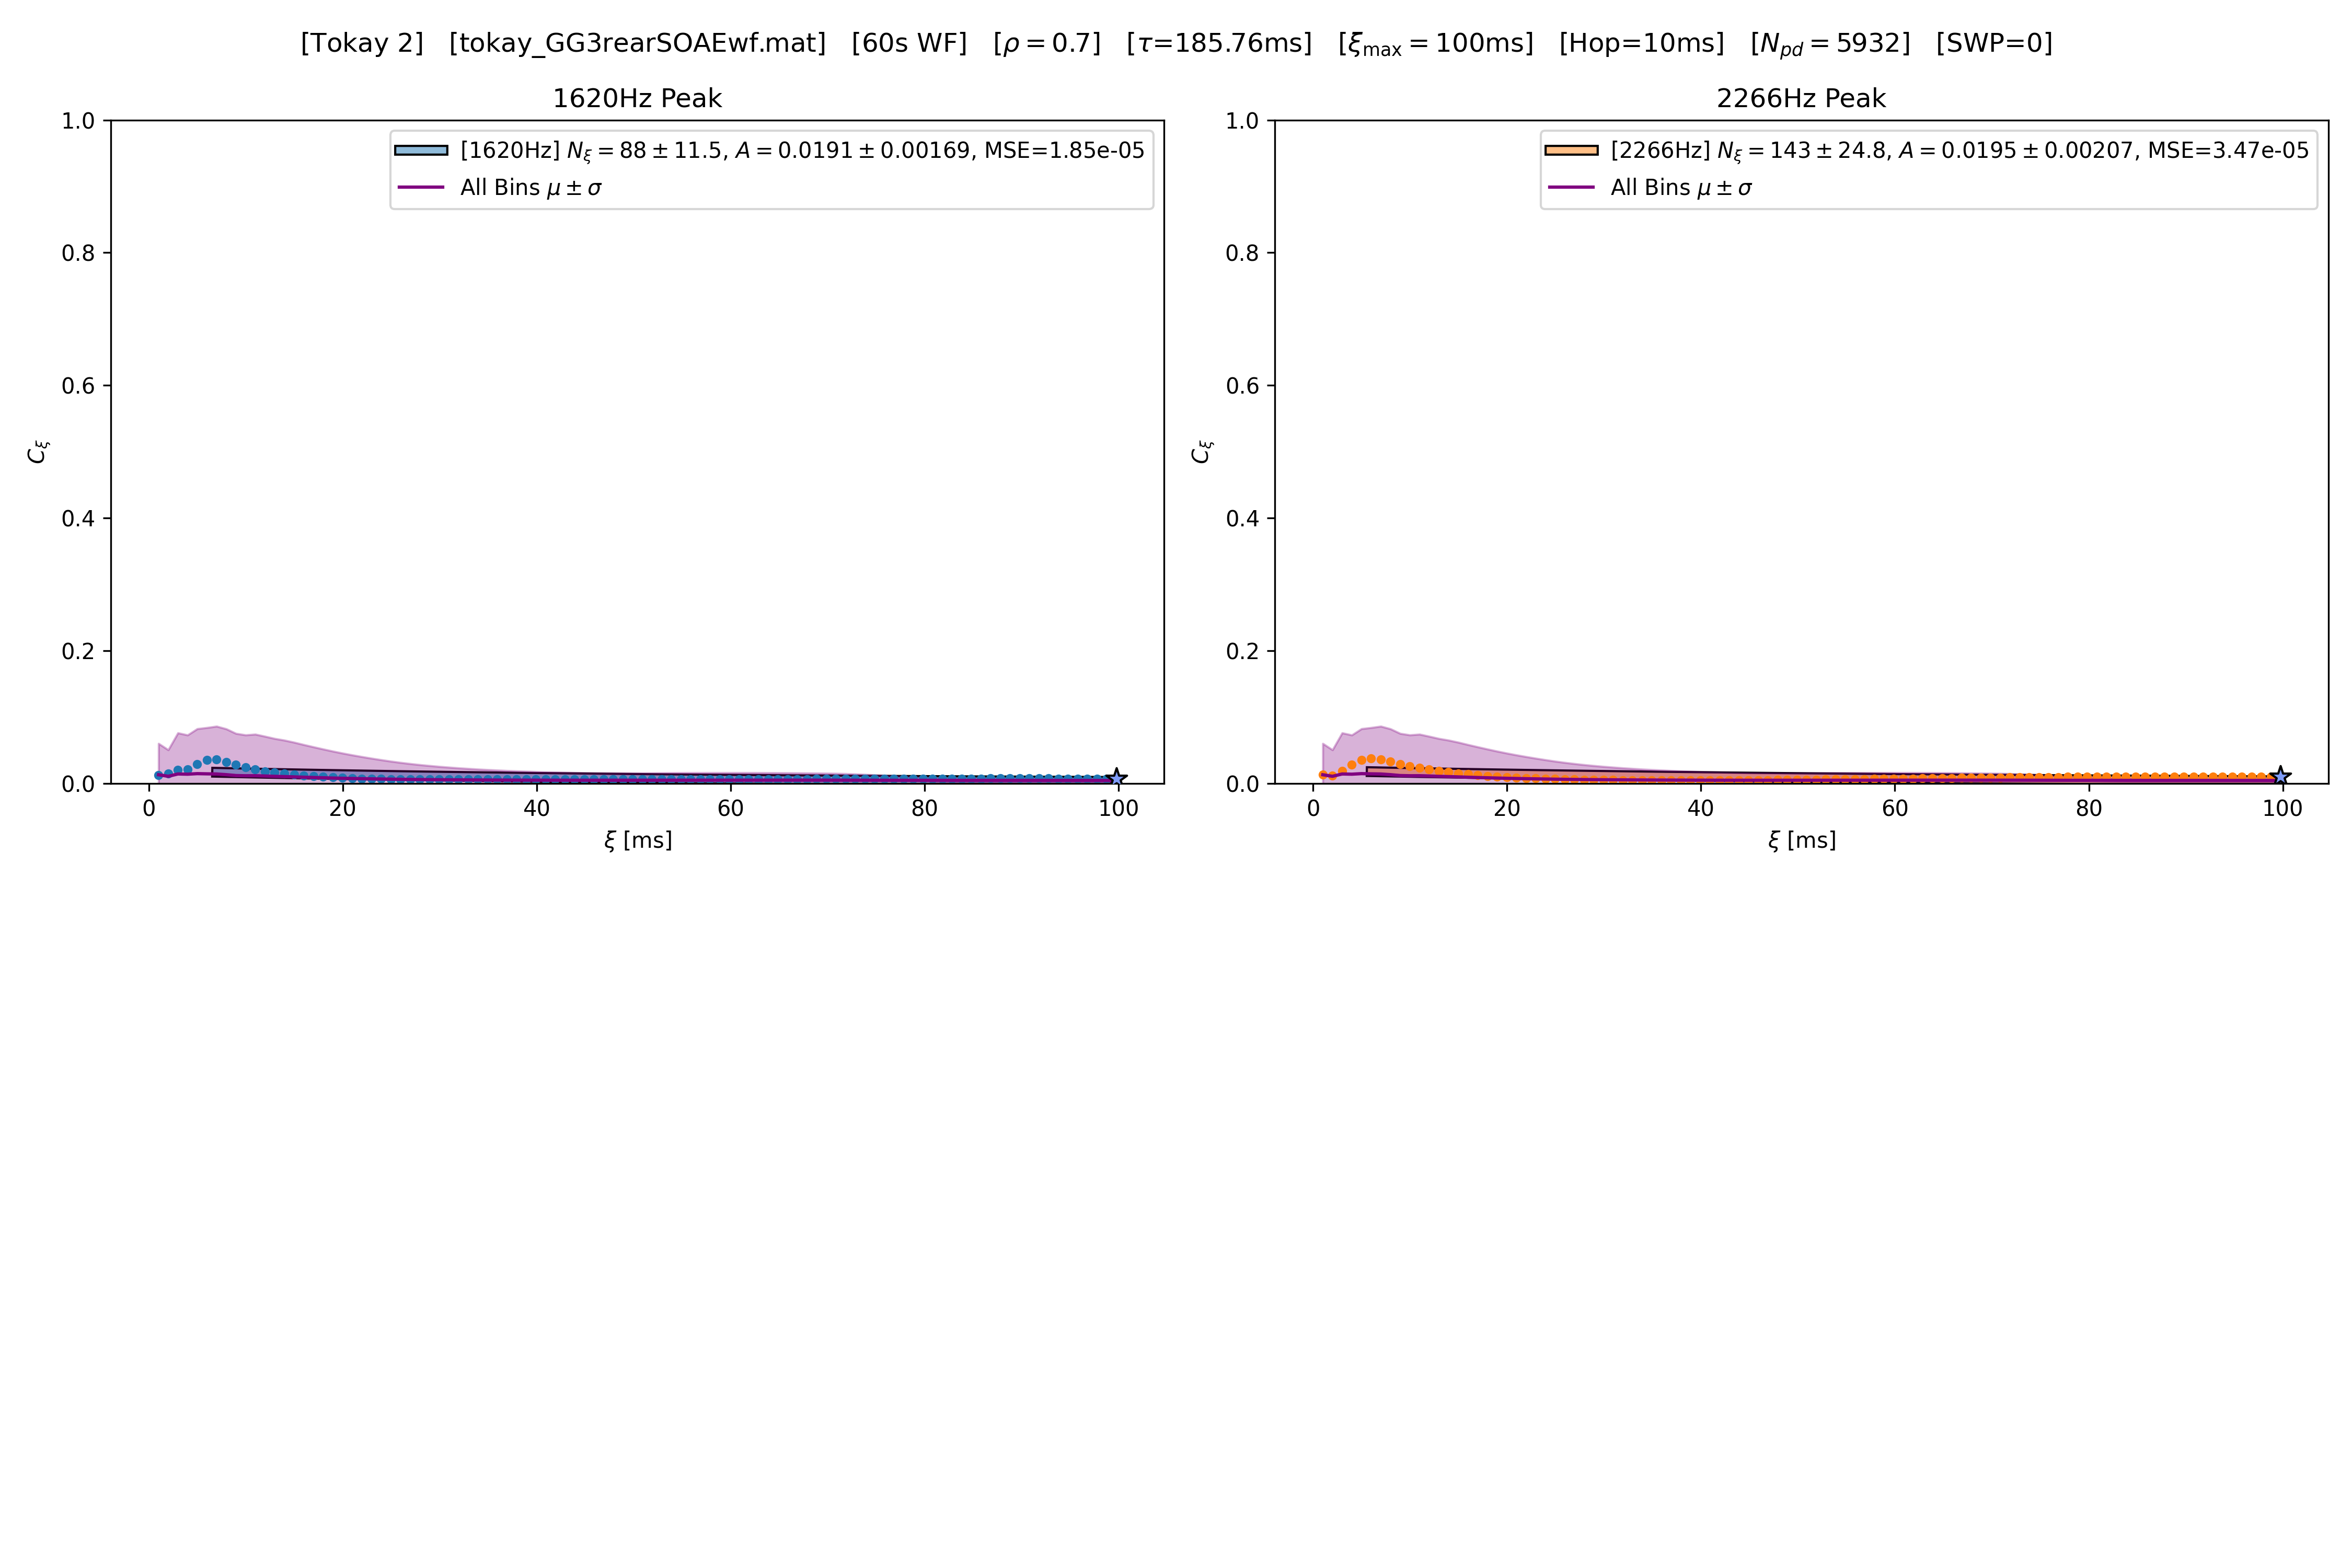 [Tokay 2] [tokay_GG3rearSOAEwf.mat] [60s WF] [ρ = 0.7] [τ=185.76ms] [ξmax = 100ms] [Hop=10ms] [Npd = 5932] [SWP=0]
1620Hz Peak
[1620Hz] Nξ = 88 ± 11.5, A = 0.0191 ± 0.00169, MSE=1.85e-05
All Bins μ ± σ
1.0
0.8
0.6
0.4
0.2
0.0
Cξ
0 20 40 60 80 100
ξ [ms]
2266Hz Peak
[2266Hz] Nξ = 143 ± 24.8, A = 0.0195 ± 0.00207, MSE=3.47e-05
All Bins μ ± σ
1.0
0.8
0.6
0.4
0.2
0.0
Cξ
0 20 40 60 80 100
ξ [ms]